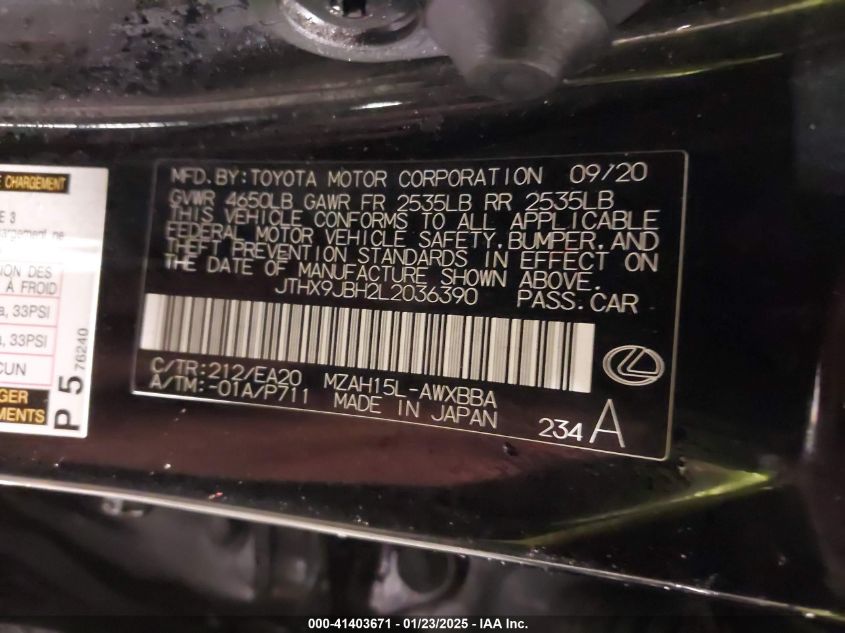 E CHARGEMENT
E 3
chargement ne
ION DES
À FROID
a, 33PSI
a, 33PSI
CUN
GER
EMENTS
P 5 76240
MFD. BY: TOYOTA MOTOR CORPORATION 09/20
GVWR 4650LB GAWR FR 2535LB RR 2535LB
THIS VEHICLE CONFORMS TO ALL APPLICABLE
FEDERAL MOTOR VEHICLE SAFETY, BUMPER, AND
THEFT PREVENTION STANDARDS IN EFFECT ON
THE DATE OF MANUFACTURE SHOWN ABOVE.
JTHX9JBH2L2036390 PASS. CAR
C/TR: 212/EA20 MZAH15L-AWXBBA
A/TM: -01A/P711 MADE IN JAPAN
234 A
000-41403671 / 01/23/2025 - IAA Inc.